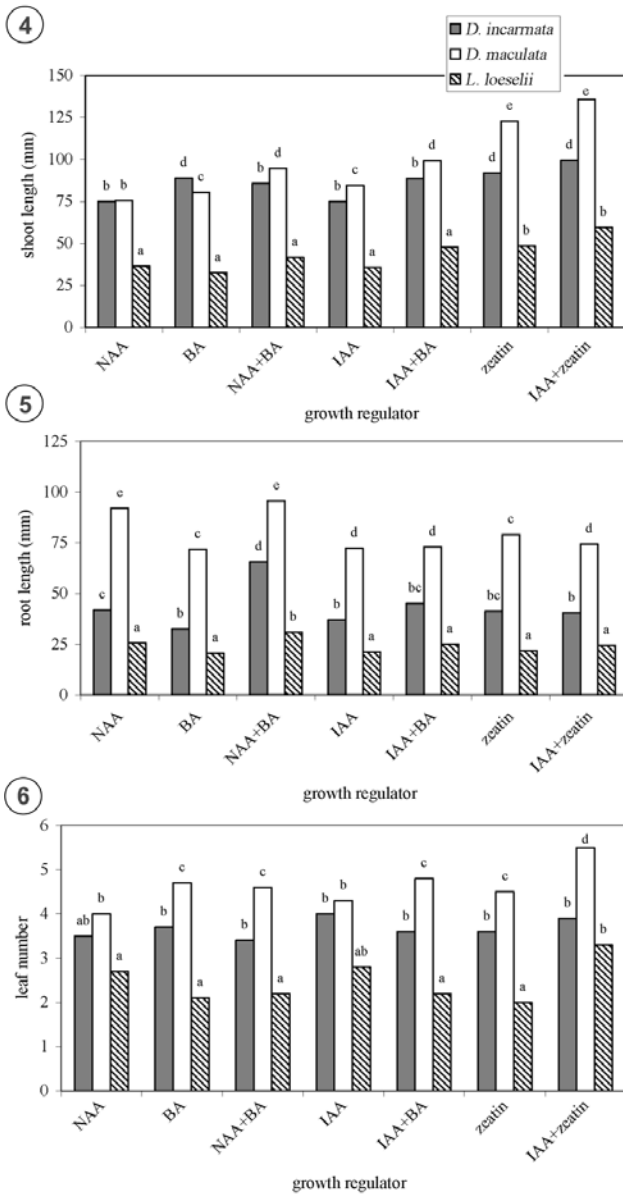 4
D. incarnata
D. maculata
L. loeselii
shoot length (mm)
150
125
100
75
50
25
0
b b a
d c a
b d a
b c a
b d a
d e b
d e b
NAA BA NAA+BA IAA IAA+BA zeatin IAA+zeatin
growth regulator
5
root length (mm)
125
100
75
50
25
0
c e a
b c a
d e b
b d a
bc d a
bc c a
b d a
NAA BA NAA+BA IAA IAA+BA zeatin IAA+zeatin
growth regulator
6
leaf number
6
5
4
3
2
1
0
ab b a
b c a
b c a
b b ab
b c a
b c a
b d b
NAA BA NAA+BA IAA IAA+BA zeatin IAA+zeatin
growth regulator